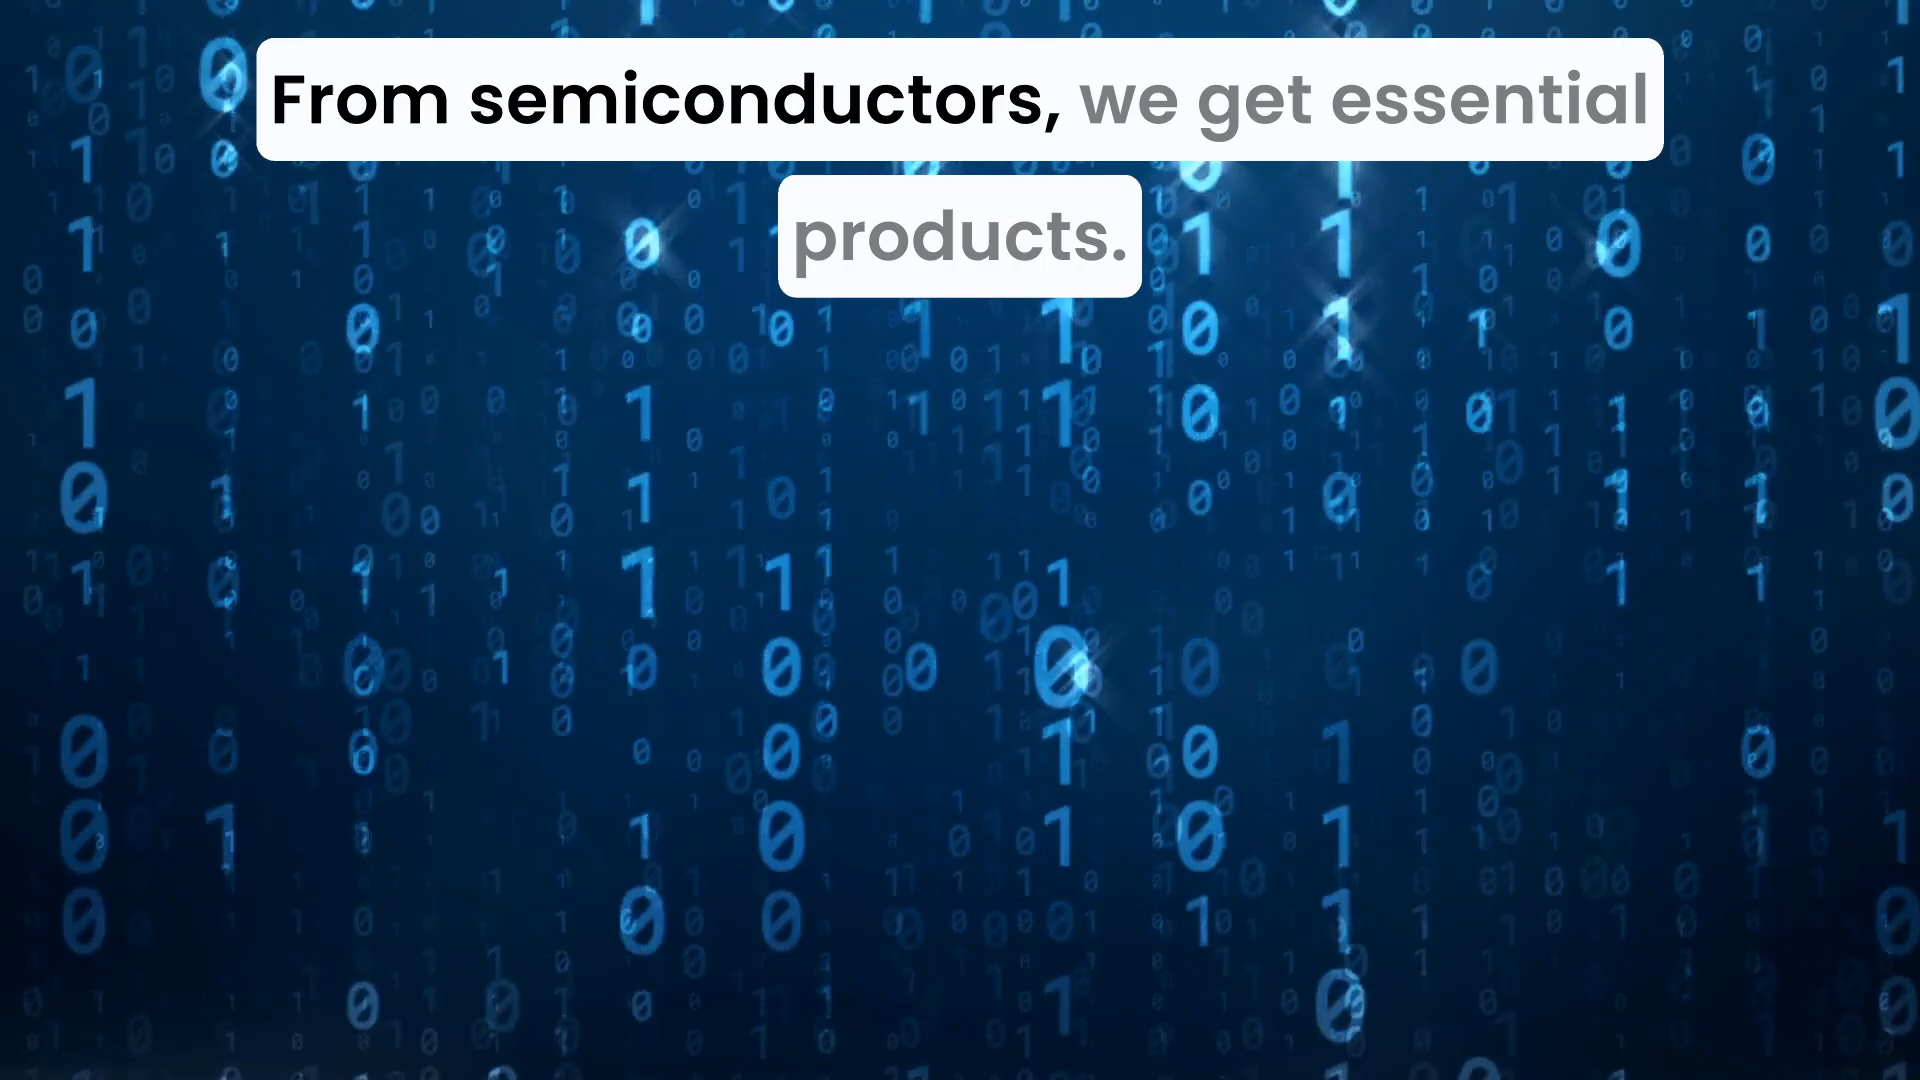 From semiconductors, we get essential
products.